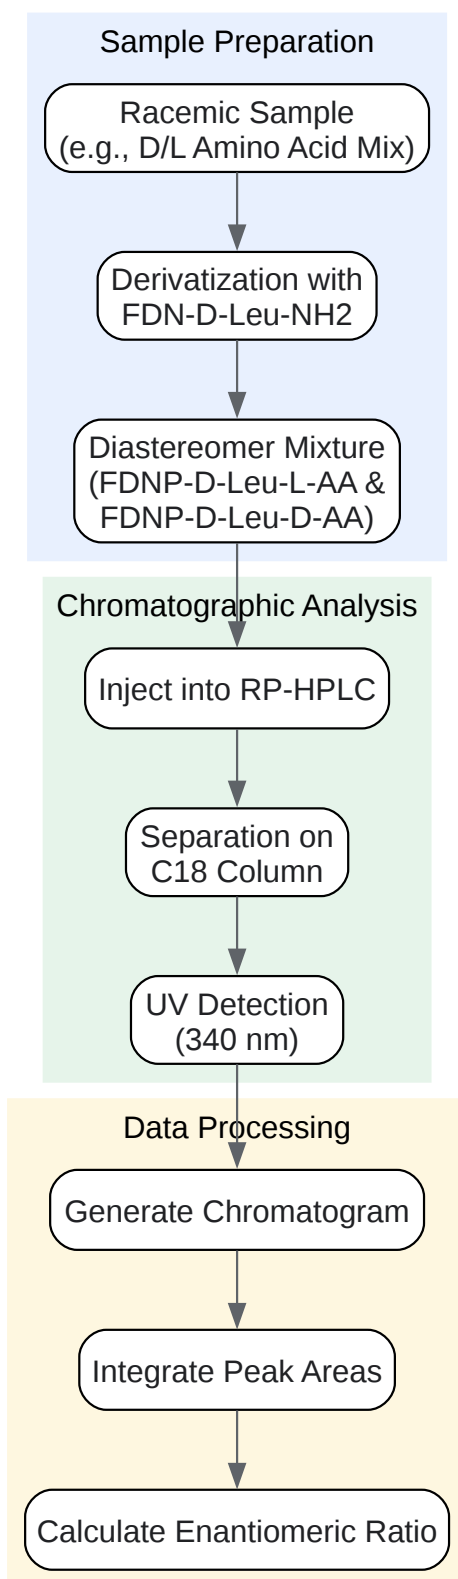 Sample Preparation
Racemic Sample
(e.g., D/L Amino Acid Mix)
Derivatization with
FDN-D-Leu-NH2
Diastereomer Mixture
(FDNP-D-Leu-L-AA &
FDNP-D-Leu-D-AA)
Chromatographic Analysis
Inject into RP-HPLC
Separation on
C18 Column
UV Detection
(340 nm)
Data Processing
Generate Chromatogram
Integrate Peak Areas
Calculate Enantiomeric Ratio